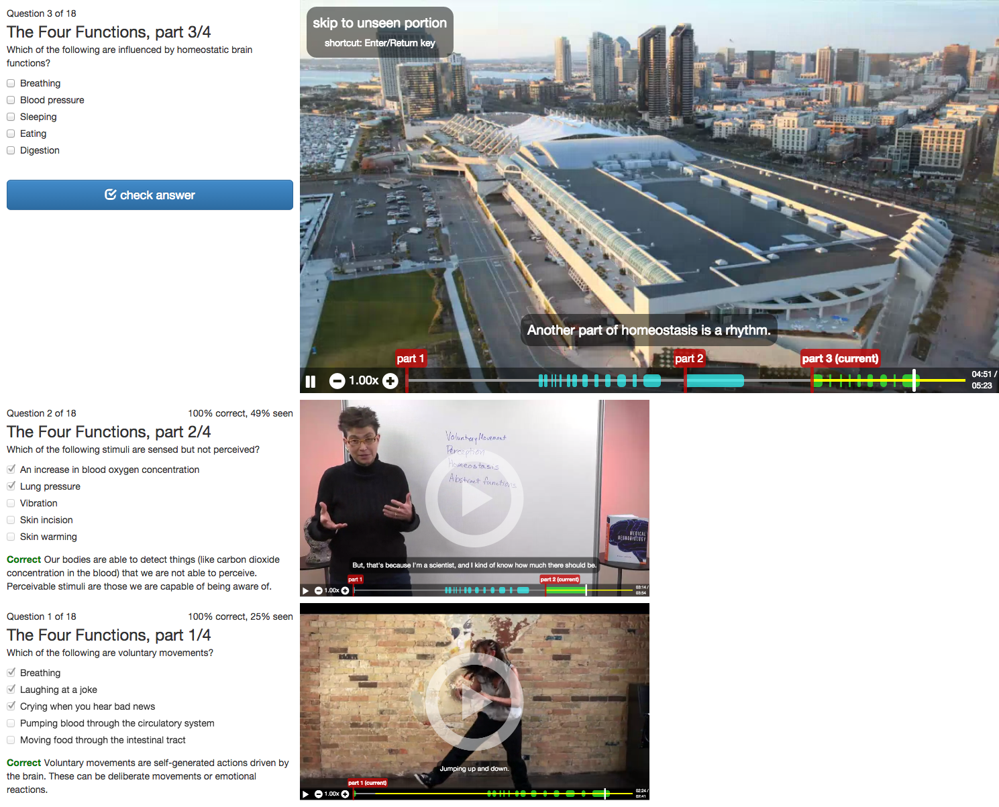 Question 3 of 18
The Four Functions, part 3/4
Which of the following are influenced by homeostatic brain
functions?
Breathing
Blood pressure
Sleeping
Eating
Digestion
check answer
skip to unseen portion
shortcut: Enter/Return key
Another part of homeostasis is a rhythm.
part 1
part 2
part 3 (current)
1.00x
04:51 /
05:23
Question 2 of 18
100% correct, 49% seen
The Four Functions, part 2/4
Which of the following stimuli are sensed but not perceived?
An increase in blood oxygen concentration
Lung pressure
Vibration
Skin incision
Skin warming
Correct Our bodies are able to detect things (like carbon dioxide
concentration in the blood) that we are not able to perceive.
Perceivable stimuli are those we are capable of being aware of.
Voluntary Movement
Perception
Homeostasis
Abstract functions
MEDICAL
NEUROBIOLOGY
But, that's because I'm a scientist, and I kind of know how much there should be.
part 1
part 2 (current)
1.00x
03:14 /
03:54
Question 1 of 18
100% correct, 25% seen
The Four Functions, part 1/4
Which of the following are voluntary movements?
Breathing
Laughing at a joke
Crying when you hear bad news
Pumping blood through the circulatory system
Moving food through the intestinal tract
Correct Voluntary movements are self-generated actions driven by
the brain. These can be deliberate movements or emotional
reactions.
Jumping up and down.
part 1 (current)
1.00x
02:24 /
02:41